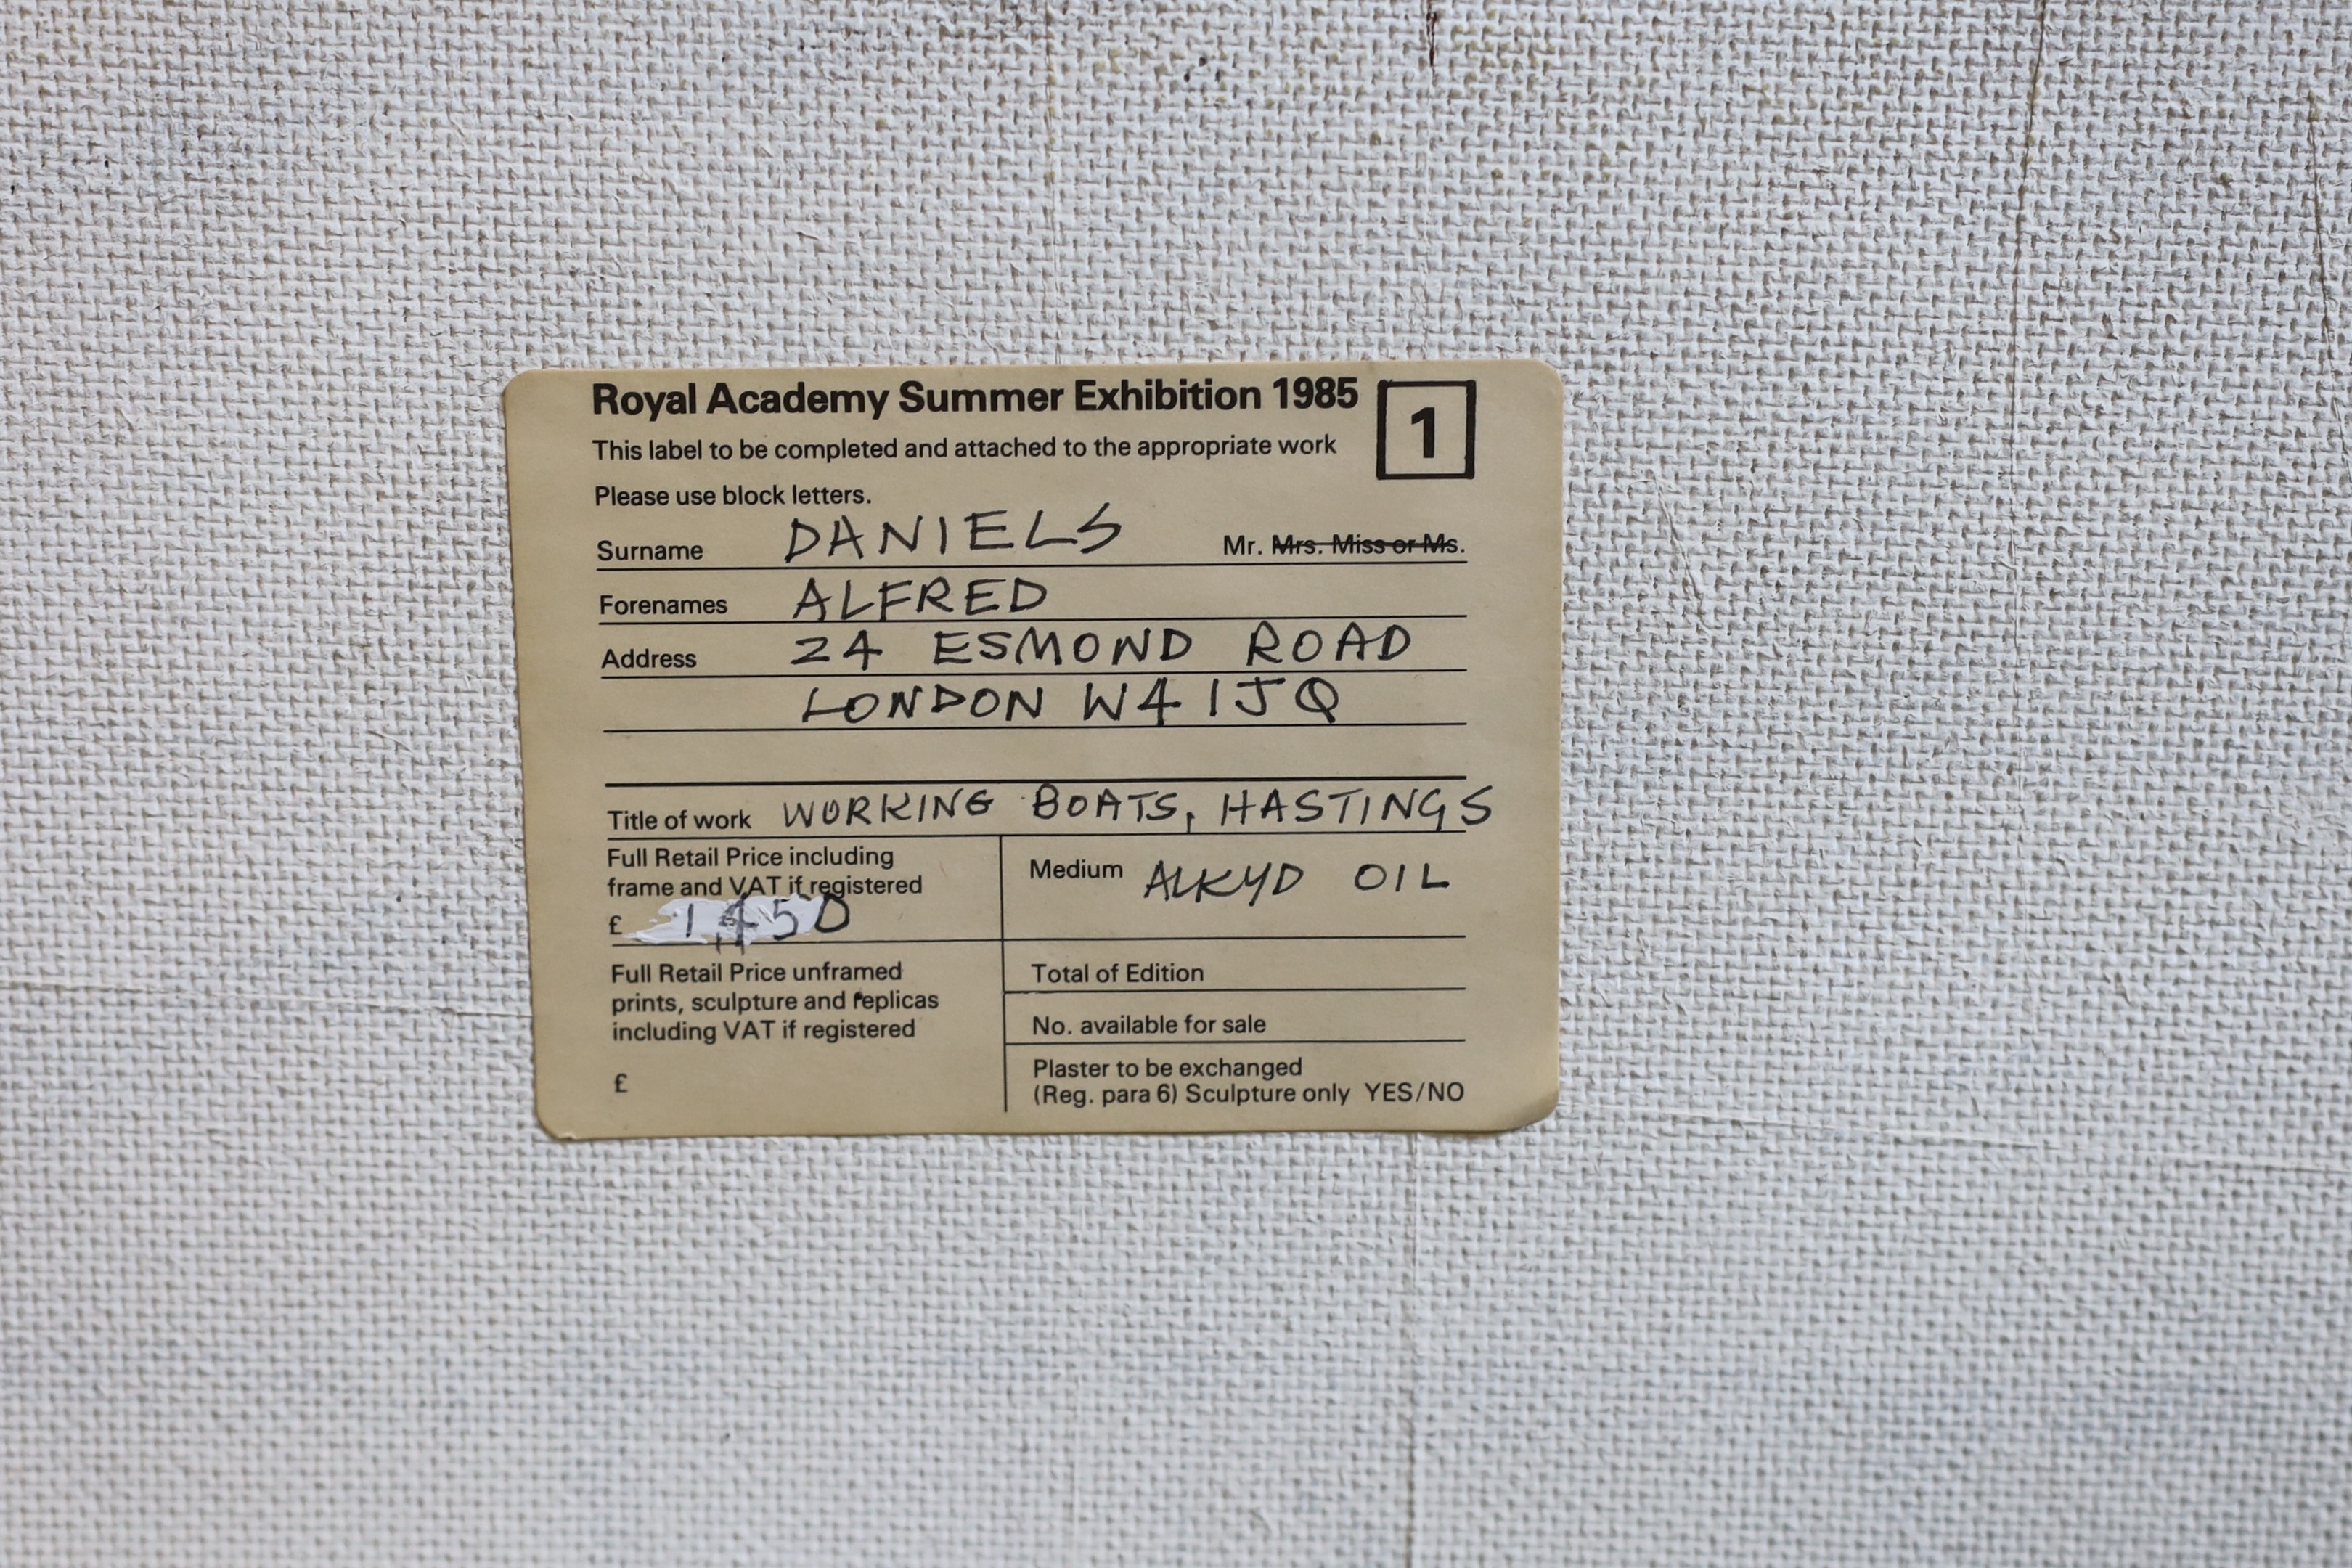 Royal Academy Summer Exhibition 1985 1
This label to be completed and attached to the appropriate work
Please use block letters.
Surname DANIELS Mr. Mrs. Miss or Ms.
Forenames ALFRED
Address 24 ESMOND ROAD
LONDON W4 1JQ
Title of work WORKING BOATS, HASTINGS
Full Retail Price including
frame and VAT if registered
£ 1,450
Medium ALKYD OIL
Full Retail Price unframed
prints, sculpture and replicas
including VAT if registered
£
Total of Edition
No. available for sale
Plaster to be exchanged
(Reg. para 6) Sculpture only YES/NO